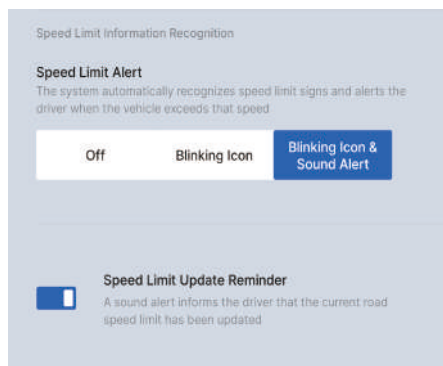 Speed Limit Information Recognition
Speed Limit Alert
The system automatically recognizes speed limit signs and alerts the
driver when the vehicle exceeds that speed
Off
Blinking Icon
Blinking Icon &
Sound Alert
Speed Limit Update Reminder
A sound alert informs the driver that the current road
speed limit has been updated